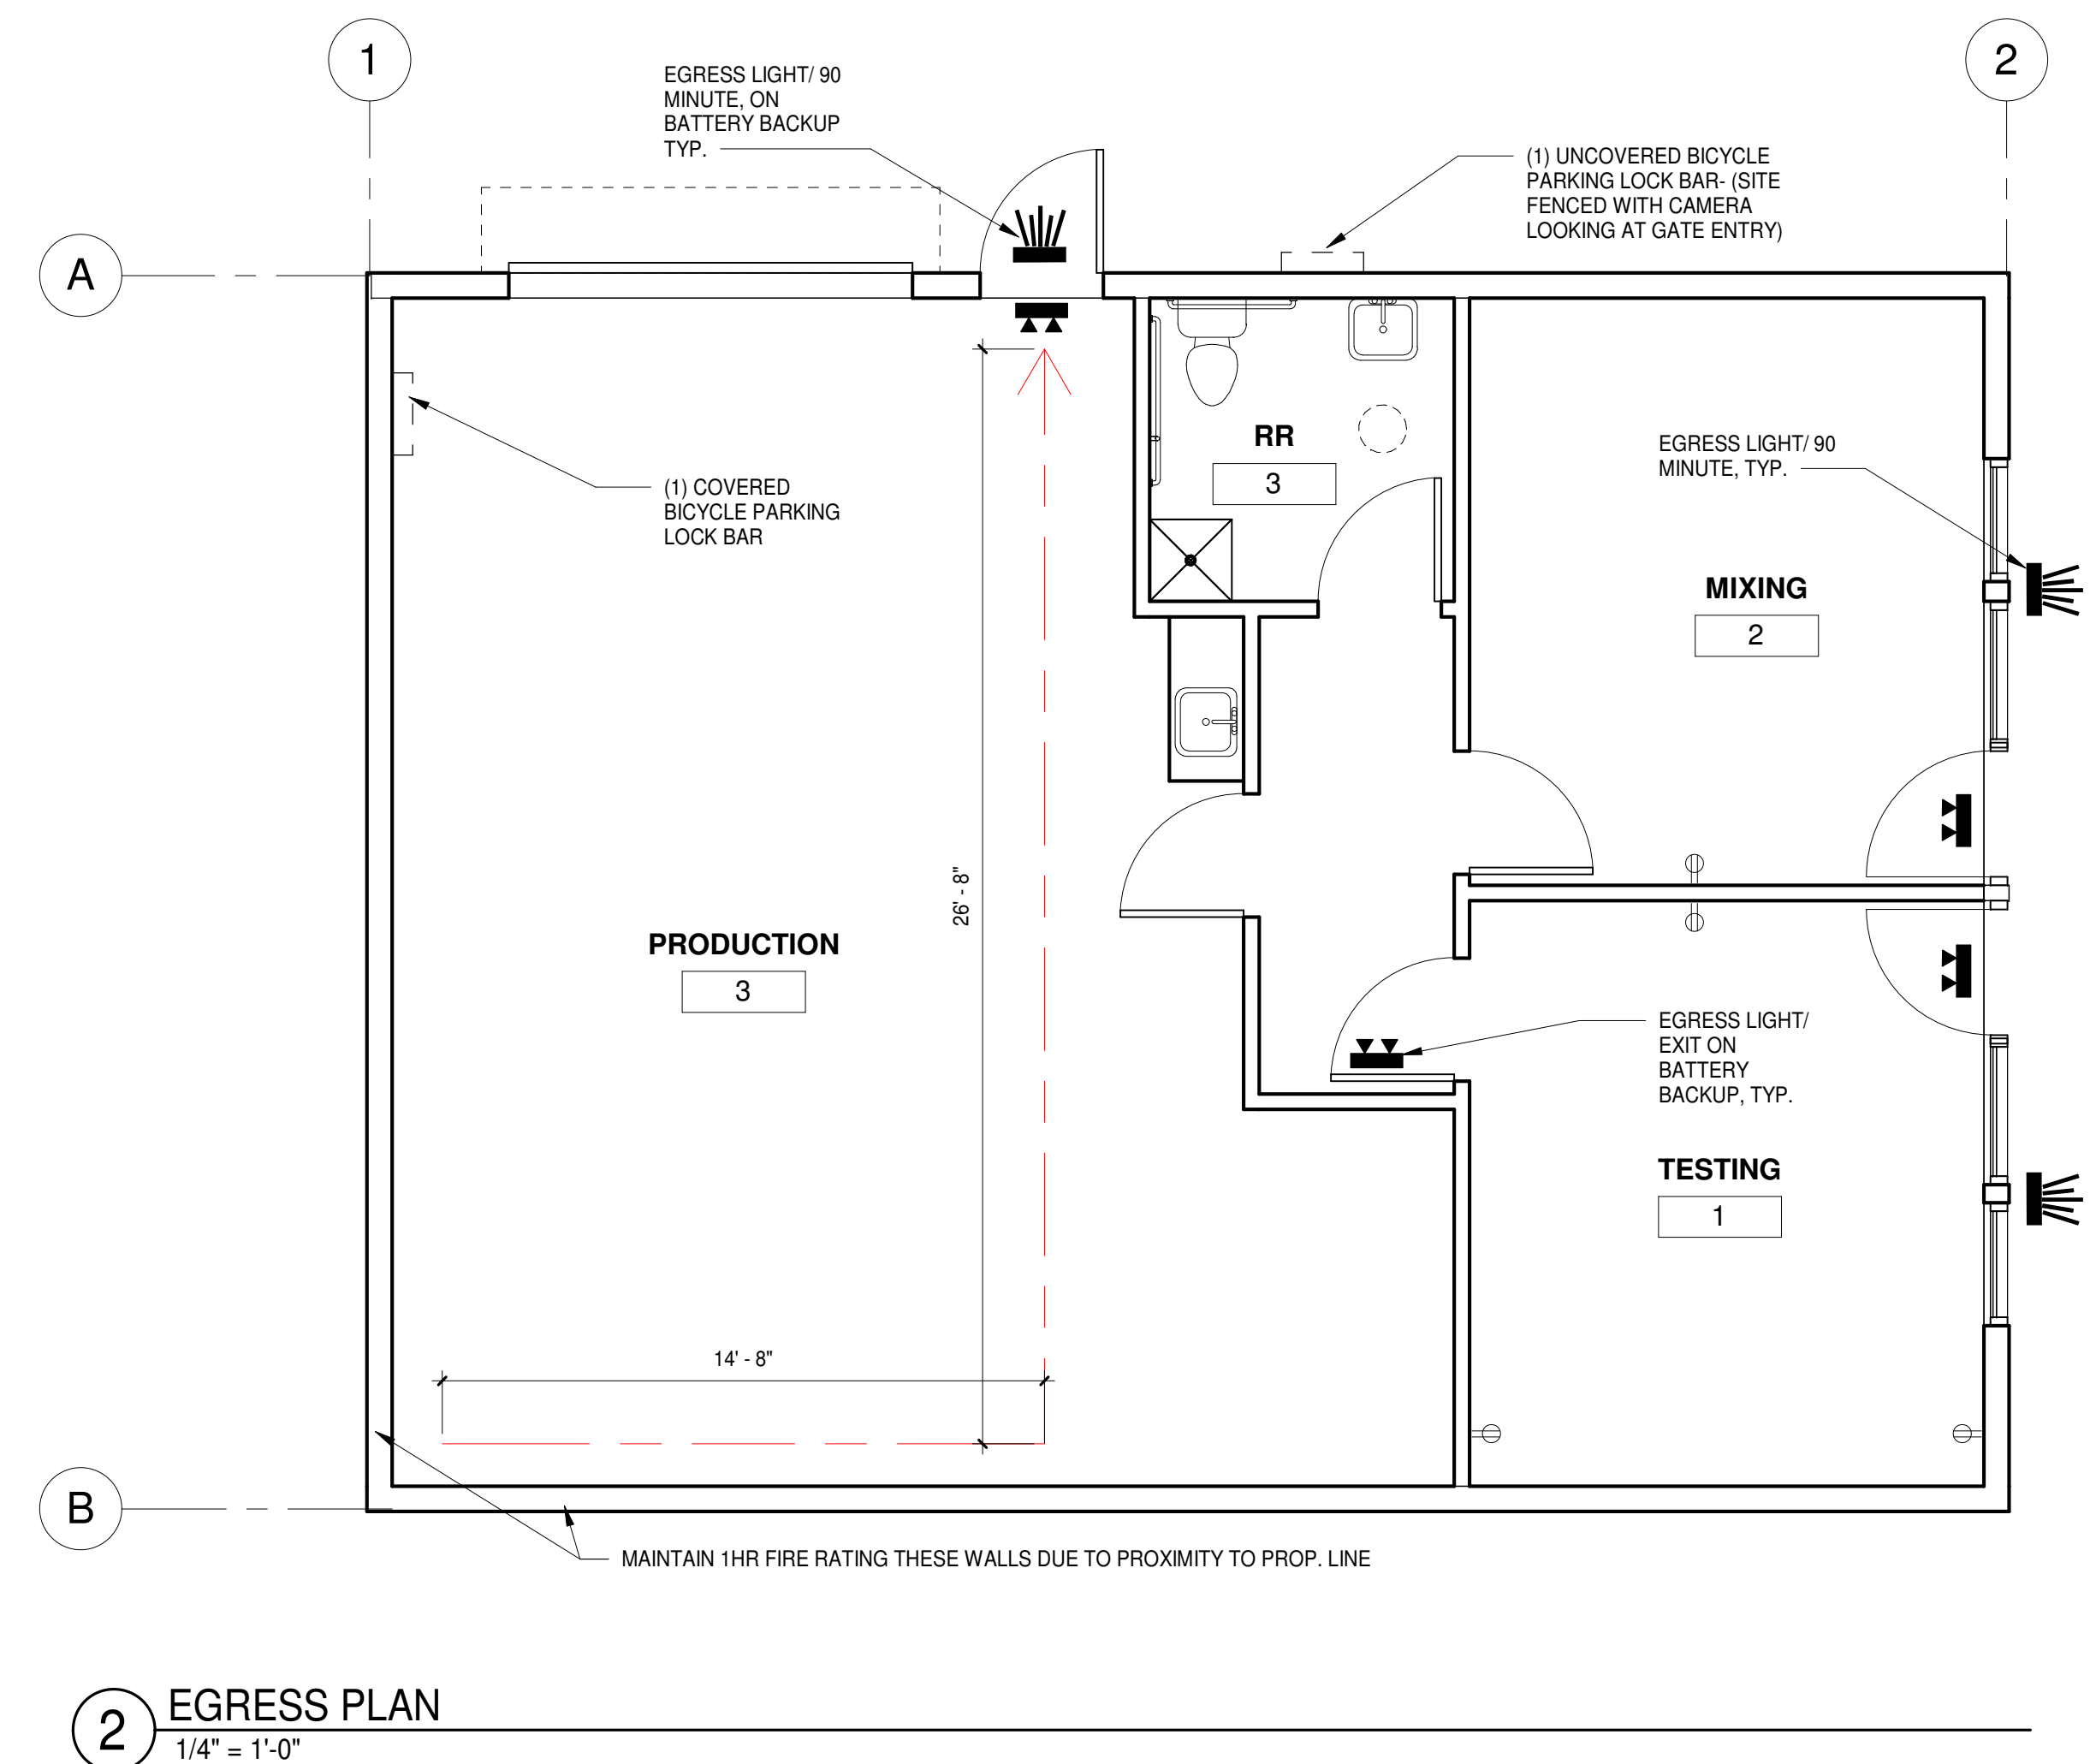 1
2
EGRESS LIGHT/ 90
MINUTE, ON
BATTERY BACKUP
TYP.
(1) UNCOVERED BICYCLE
PARKING LOCK BAR- (SITE
FENCED WITH CAMERA
LOOKING AT GATE ENTRY)
A
RR
3
EGRESS LIGHT/ 90
MINUTE, TYP.
(1) COVERED
BICYCLE PARKING
LOCK BAR
MIXING
2
26' - 8"
PRODUCTION
3
EGRESS LIGHT/
EXIT ON
BATTERY
BACKUP, TYP.
TESTING
1
14' - 8"
B
MAINTAIN 1HR FIRE RATING THESE WALLS DUE TO PROXIMITY TO PROP. LINE
2
EGRESS PLAN
1/4" = 1'-0"